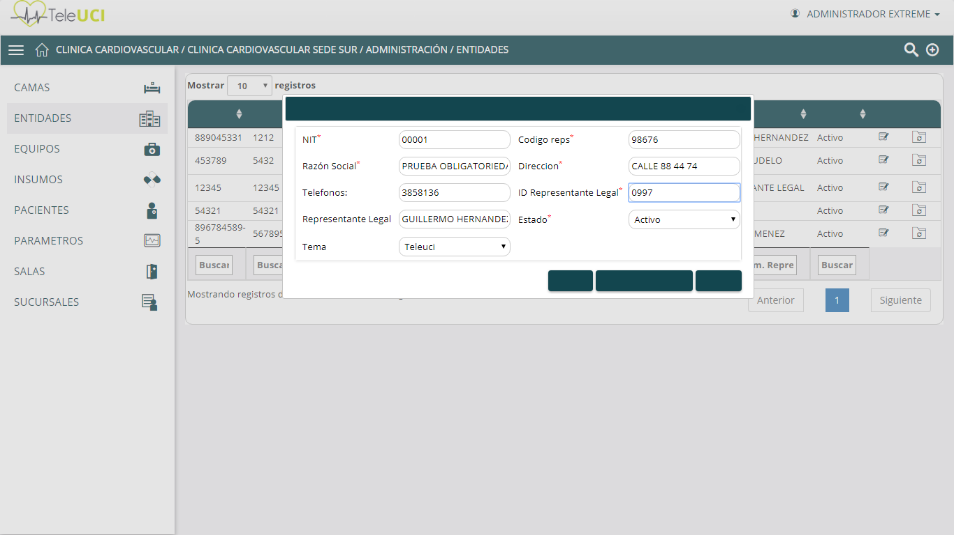 TeleUCI
ADMINISTRADOR EXTREME
CLINICA CARDIOVASCULAR / CLINICA CARDIOVASCULAR SEDE SUR / ADMINISTRACIÓN / ENTIDADES
CAMAS
ENTIDADES
EQUIPOS
INSUMOS
PACIENTES
PARAMETROS
SALAS
SUCURSALES
Mostrar 10 registros
NIT* 00001 Codigo reps* 98676
Razón Social* PRUEBA OBLIGATORIEDA Direccion* CALLE 88 44 74
Telefonos: 3858136 ID Representante Legal* 0997
Representante Legal GUILLERMO HERNANDEZ Estado* Activo
Tema Teleuci
889045331 1212 HERNANDEZ Activo
453789 5432 UDELO Activo
12345 12345 ANTE LEGAL Activo
54321 54321 Activo
896784589-5 567895 MENEZ Activo
Buscar Busca m. Repre Buscar
Mostrando registros
Anterior 1 Siguiente